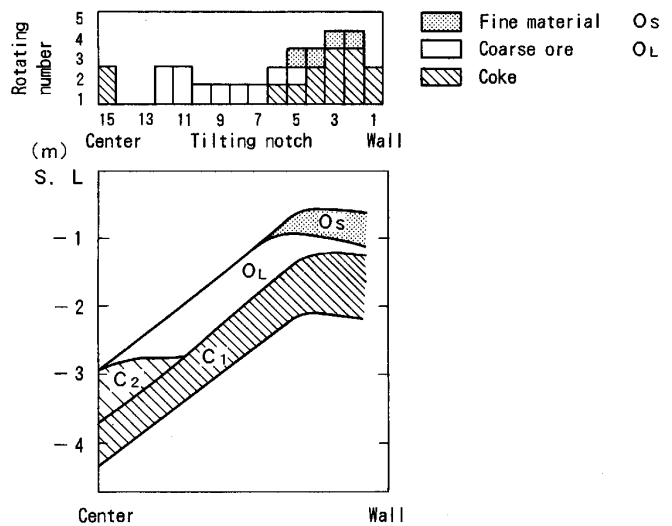 5
4
3
2
1
Rotating
number
15 13 11 9 7 5 3 1
Center Tilting notch Wall
Fine material Os
Coarse ore OL
Coke
(m)
S. L
-1
-2
-3
-4
Os
OL
C1
C2
Center Wall